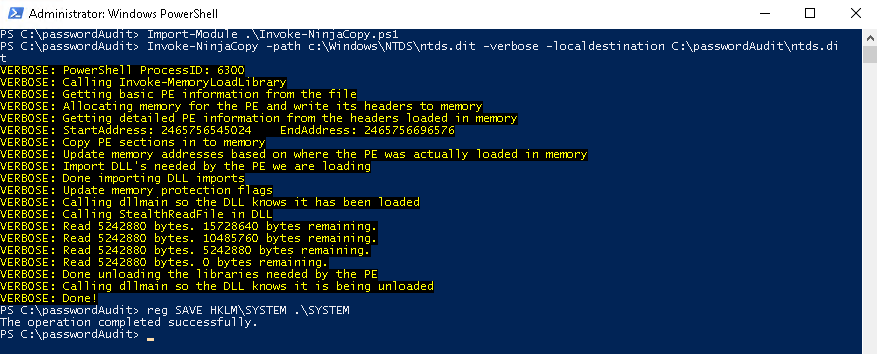 Administrator: Windows PowerShell
PS C:\passwordAudit> Import-Module .\Invoke-NinjaCopy.ps1
PS C:\passwordAudit> Invoke-NinjaCopy -path c:\Windows\NTDS\ntds.dit -verbose -localdestination C:\passwordAudit\ntds.di
t
VERBOSE: PowerShell ProcessID: 6300
VERBOSE: Calling Invoke-MemoryLoadLibrary
VERBOSE: Getting basic PE information from the file
VERBOSE: Allocating memory for the PE and write its headers to memory
VERBOSE: Getting detailed PE information from the headers loaded in memory
VERBOSE: StartAddress: 2465756545024    EndAddress: 2465756696576
VERBOSE: Copy PE sections in to memory
VERBOSE: Update memory addresses based on where the PE was actually loaded in memory
VERBOSE: Import DLL's needed by the PE we are loading
VERBOSE: Done importing DLL imports
VERBOSE: Update memory protection flags
VERBOSE: Calling dllmain so the DLL knows it has been loaded
VERBOSE: Calling StealthReadFile in DLL
VERBOSE: Read 5242880 bytes. 15728640 bytes remaining.
VERBOSE: Read 5242880 bytes. 10485760 bytes remaining.
VERBOSE: Read 5242880 bytes. 5242880 bytes remaining.
VERBOSE: Read 5242880 bytes. 0 bytes remaining.
VERBOSE: Done unloading the libraries needed by the PE
VERBOSE: Calling dllmain so the DLL knows it is being unloaded
VERBOSE: Done!
PS C:\passwordAudit> reg SAVE HKLM\SYSTEM .\SYSTEM
The operation completed successfully.
PS C:\passwordAudit>